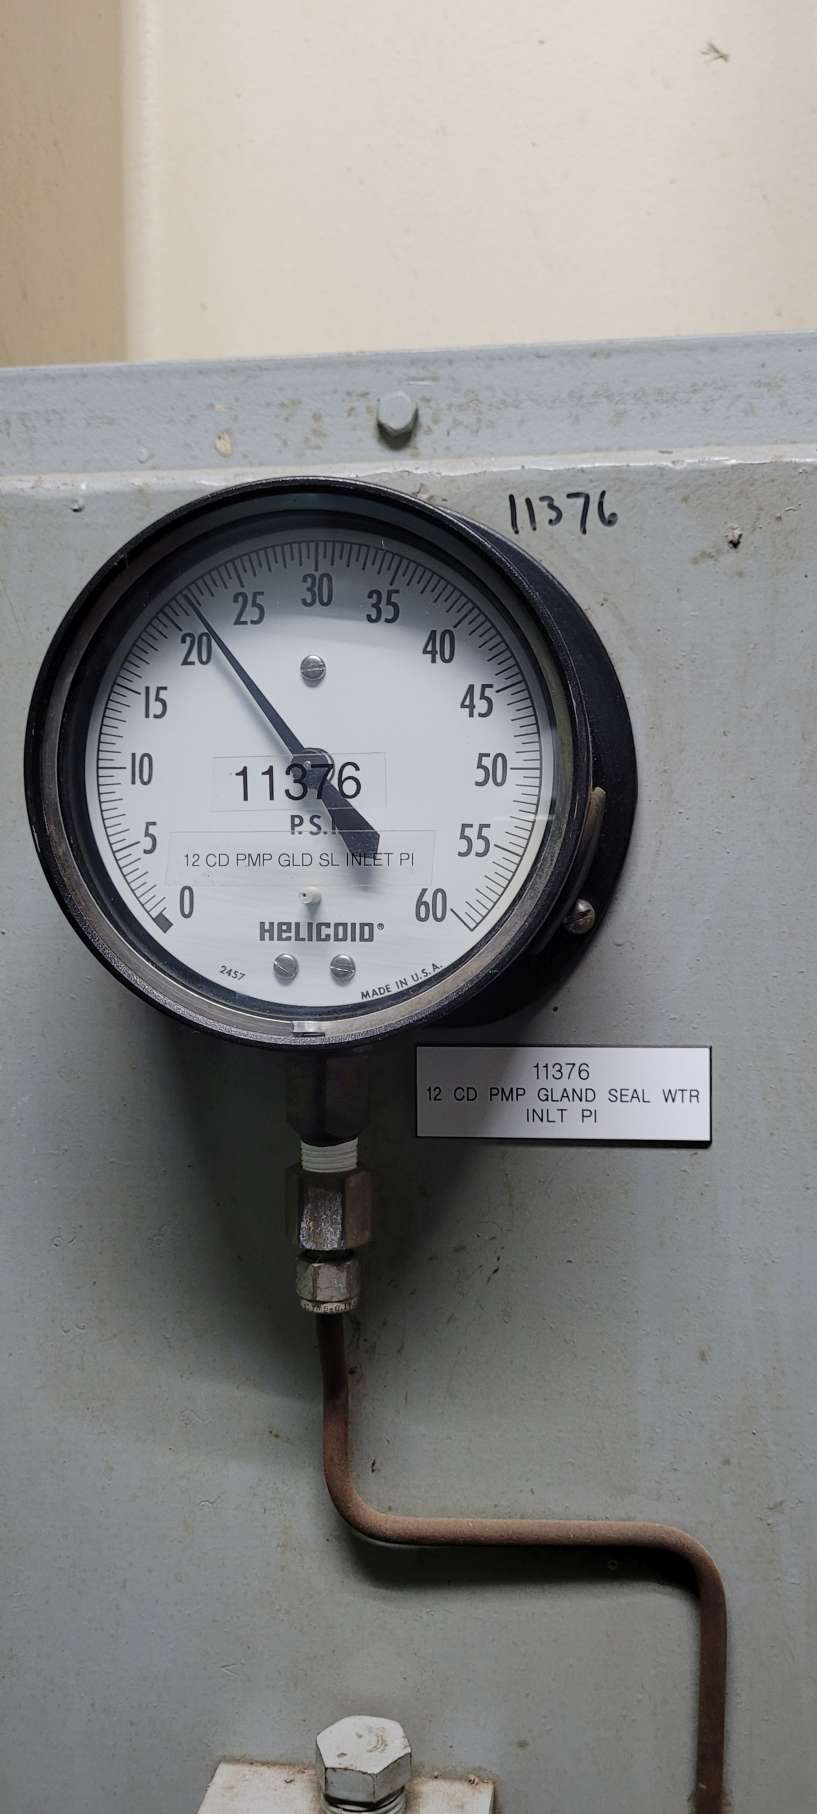 11376
30
25
35
20
40
15
45
10
50
11376
P.S.I.
5
55
12 CD PMP GLD SL INLET PI
0
60
HELICOID®
2457
MADE IN U.S.A.
11376
12 CD PMP GLAND SEAL WTR
INLT PI